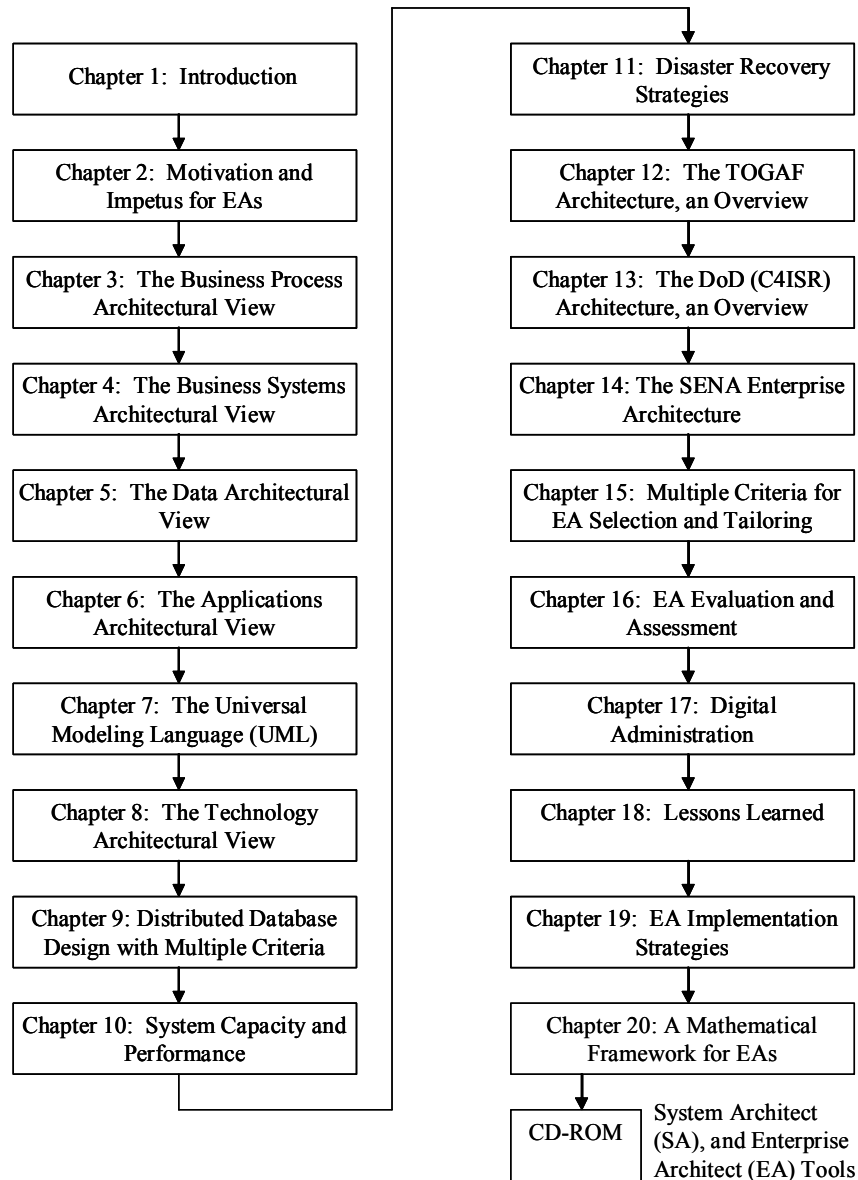 Chapter 1: Introduction
Chapter 2: Motivation and
Impetus for EAs
Chapter 3: The Business Process
Architectural View
Chapter 4: The Business Systems
Architectural View
Chapter 5: The Data Architectural
View
Chapter 6: The Applications
Architectural View
Chapter 7: The Universal
Modeling Language (UML)
Chapter 8: The Technology
Architectural View
Chapter 9: Distributed Database
Design with Multiple Criteria
Chapter 10: System Capacity and
Performance
Chapter 11: Disaster Recovery
Strategies
Chapter 12: The TOGAF
Architecture, an Overview
Chapter 13: The DoD (C4ISR)
Architecture, an Overview
Chapter 14: The SENA Enterprise
Architecture
Chapter 15: Multiple Criteria for
EA Selection and Tailoring
Chapter 16: EA Evaluation and
Assessment
Chapter 17: Digital
Administration
Chapter 18: Lessons Learned
Chapter 19: EA Implementation
Strategies
Chapter 20: A Mathematical
Framework for EAs
CD-ROM
System Architect
(SA), and Enterprise
Architect (EA) Tools